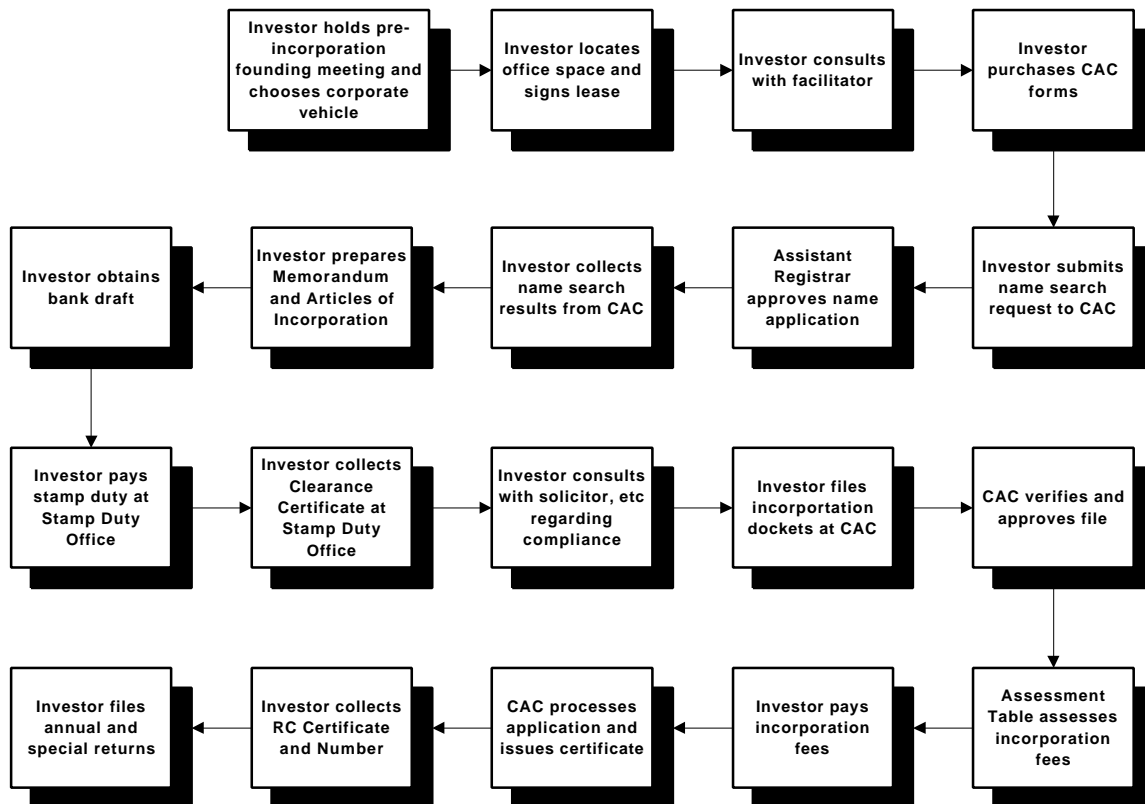 Investor holds pre-
incorporation
founding meeting and
chooses corporate
vehicle
Investor locates
office space and
signs lease
Investor consults
with facilitator
Investor
purchases CAC
forms
Investor submits
name search
request to CAC
Assistant
Registrar
approves name
application
Investor collects
name search
results from CAC
Investor prepares
Memorandum
and Articles of
Incorporation
Investor obtains
bank draft
Investor pays
stamp duty at
Stamp Duty
Office
Investor collects
Clearance
Certificate at
Stamp Duty
Office
Investor consults
with solicitor, etc
regarding
compliance
Investor files
incorportation
dockets at CAC
CAC verifies and
approves file
Assessment
Table assesses
incorporation
fees
Investor pays
incorporation
fees
CAC processes
application and
issues certificate
Investor collects
RC Certificate
and Number
Investor files
annual and
special returns